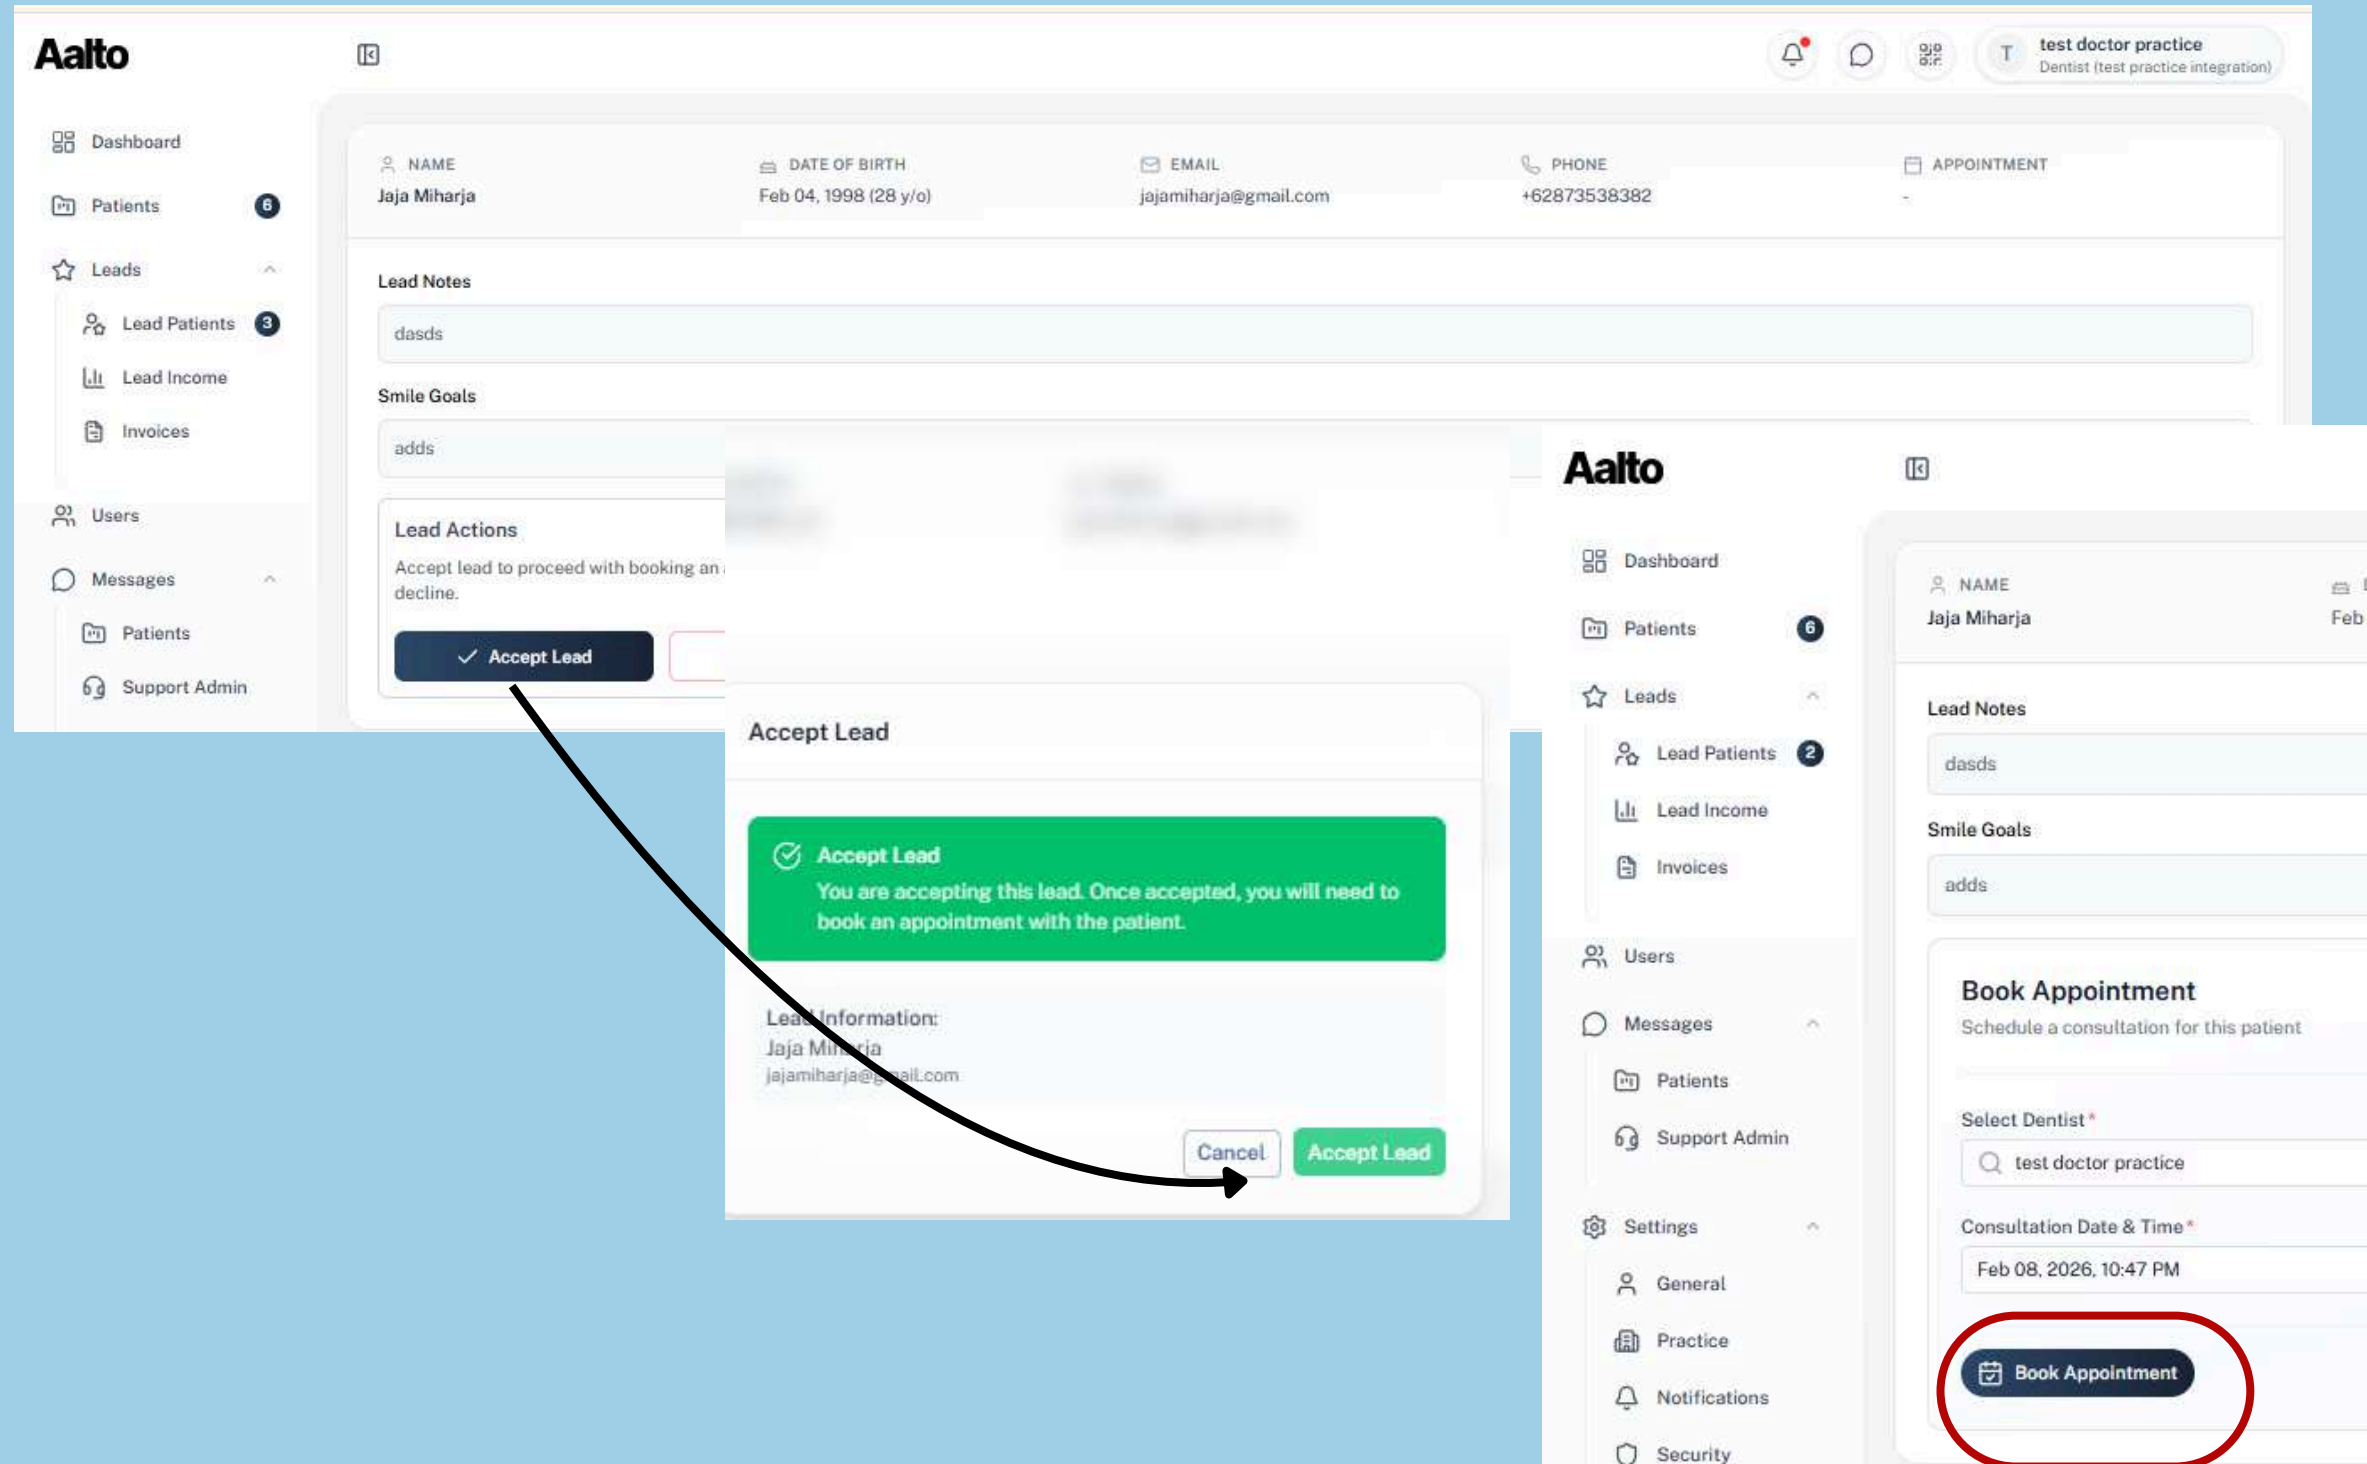 Aalto
test doctor practice
T
Dentist (test practice integration)
Dashboard
Patients 6
Leads
Lead Patients 3
Lead Income
Invoices
Users
Messages
Patients
Support Admin
NAME
Jaja Miharja
DATE OF BIRTH
Feb 04, 1998 (28 y/o)
EMAIL
jajamiharja@gmail.com
PHONE
+62873538382
APPOINTMENT
-
Lead Notes
dasds
Smile Goals
adds
Lead Actions
Accept lead to proceed with booking an
decline.
Accept Lead
Accept Lead
Accept Lead
You are accepting this lead. Once accepted, you will need to
book an appointment with the patient.
Lead Information:
Jaja Miharja
jajamiharja@gmail.com
Cancel
Accept Lead
Aalto
Dashboard
Patients 6
Leads
Lead Patients 2
Lead Income
Invoices
Users
Messages
Patients
Support Admin
Settings
General
Practice
Notifications
Security
NAME
Jaja Miharja
Feb
Lead Notes
dasds
Smile Goals
adds
Book Appointment
Schedule a consultation for this patient
Select Dentist*
test doctor practice
Consultation Date & Time*
Feb 08, 2026, 10:47 PM
Book Appointment